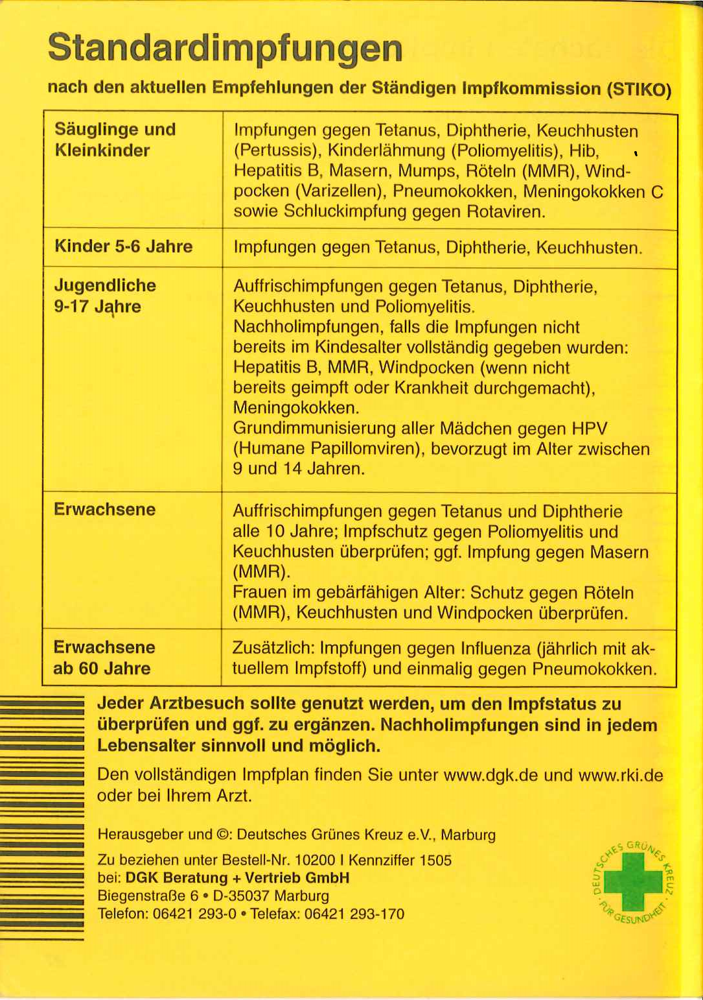 Standardimpfungen
nach den aktuellen Empfehlungen der Ständigen Impfkommission (STIKO)
Säuglinge und
Kleinkinder
Impfungen gegen Tetanus, Diphtherie, Keuchhusten
(Pertussis), Kinderlähmung (Poliomyelitis), Hib,
Hepatitis B, Masern, Mumps, Röteln (MMR), Wind-
pocken (Varizellen), Pneumokokken, Meningokokken C
sowie Schluckimpfung gegen Rotaviren.
Kinder 5-6 Jahre
Impfungen gegen Tetanus, Diphtherie, Keuchhusten.
Jugendliche
9-17 Jahre
Auffrischimpfungen gegen Tetanus, Diphtherie,
Keuchhusten und Poliomyelitis.
Nachholimpfungen, falls die Impfungen nicht
bereits im Kindesalter vollständig gegeben wurden:
Hepatitis B, MMR, Windpocken (wenn nicht
bereits geimpft oder Krankheit durchgemacht),
Meningokokken.
Grundimmunisierung aller Mädchen gegen HPV
(Humane Papillomviren), bevorzugt im Alter zwischen
9 und 14 Jahren.
Erwachsene
Auffrischimpfungen gegen Tetanus und Diphtherie
alle 10 Jahre; Impfschutz gegen Poliomyelitis und
Keuchhusten überprüfen; ggf. Impfung gegen Masern
(MMR).
Frauen im gebärfähigen Alter: Schutz gegen Röteln
(MMR), Keuchhusten und Windpocken überprüfen.
Erwachsene
ab 60 Jahre
Zusätzlich: Impfungen gegen Influenza (jährlich mit ak-
tuellem Impfstoff) und einmalig gegen Pneumokokken.
Jeder Arztbesuch sollte genutzt werden, um den Impfstatus zu
überprüfen und ggf. zu ergänzen. Nachholimpfungen sind in jedem
Lebensalter sinnvoll und möglich.
Den vollständigen Impfplan finden Sie unter www.dgk.de und www.rki.de
oder bei Ihrem Arzt.
Herausgeber und ©: Deutsches Grünes Kreuz e.V., Marburg
Zu beziehen unter Bestell-Nr. 10200 I Kennziffer 1505
bei: DGK Beratung + Vertrieb GmbH
Biegenstraße 6 • D-35037 Marburg
Telefon: 06421 293-0 • Telefax: 06421 293-170
DEUTSCHES GRÜNES KREUZ
FÜR GESUNDHEIT